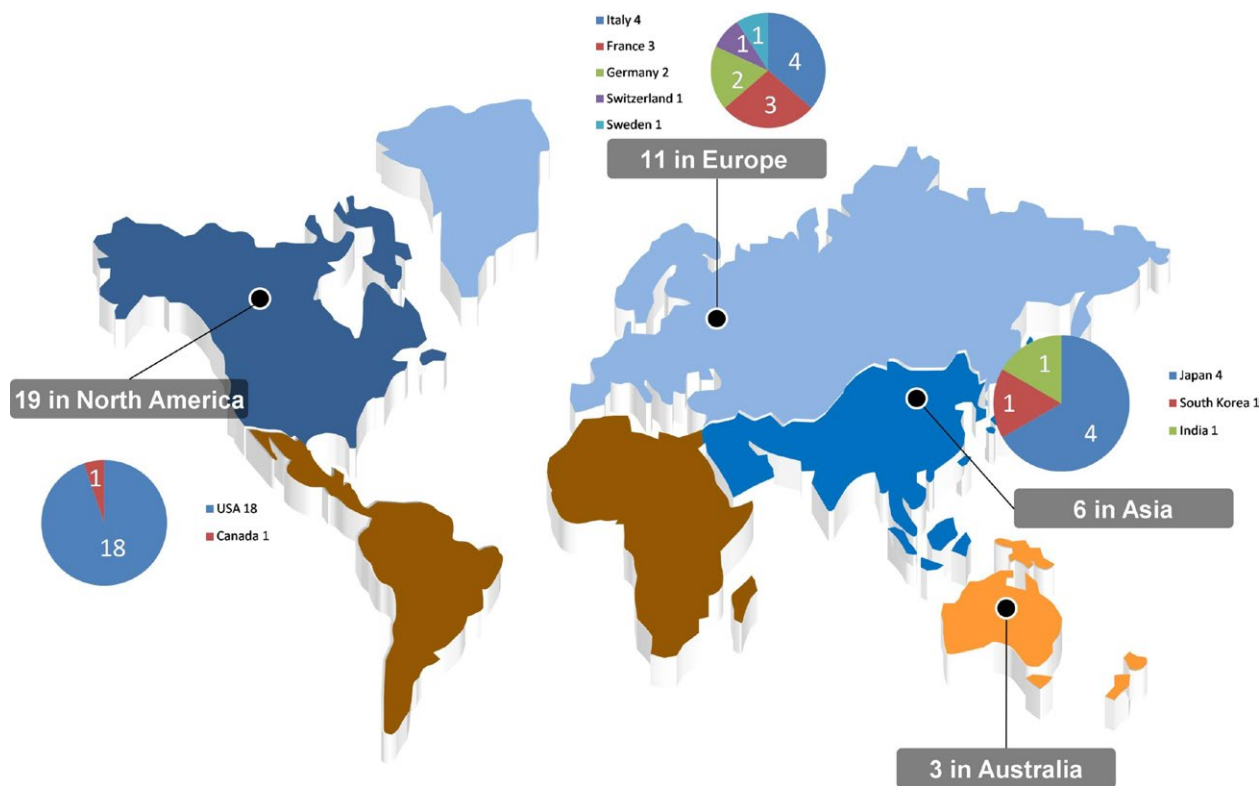 Italy 4
France 3
Germany 2
Switzerland 1
Sweden 1
1
1
4
2
3
11 in Europe
19 in North America
1
18
USA 18
Canada 1
1
1
4
Japan 4
South Korea 1
India 1
6 in Asia
3 in Australia